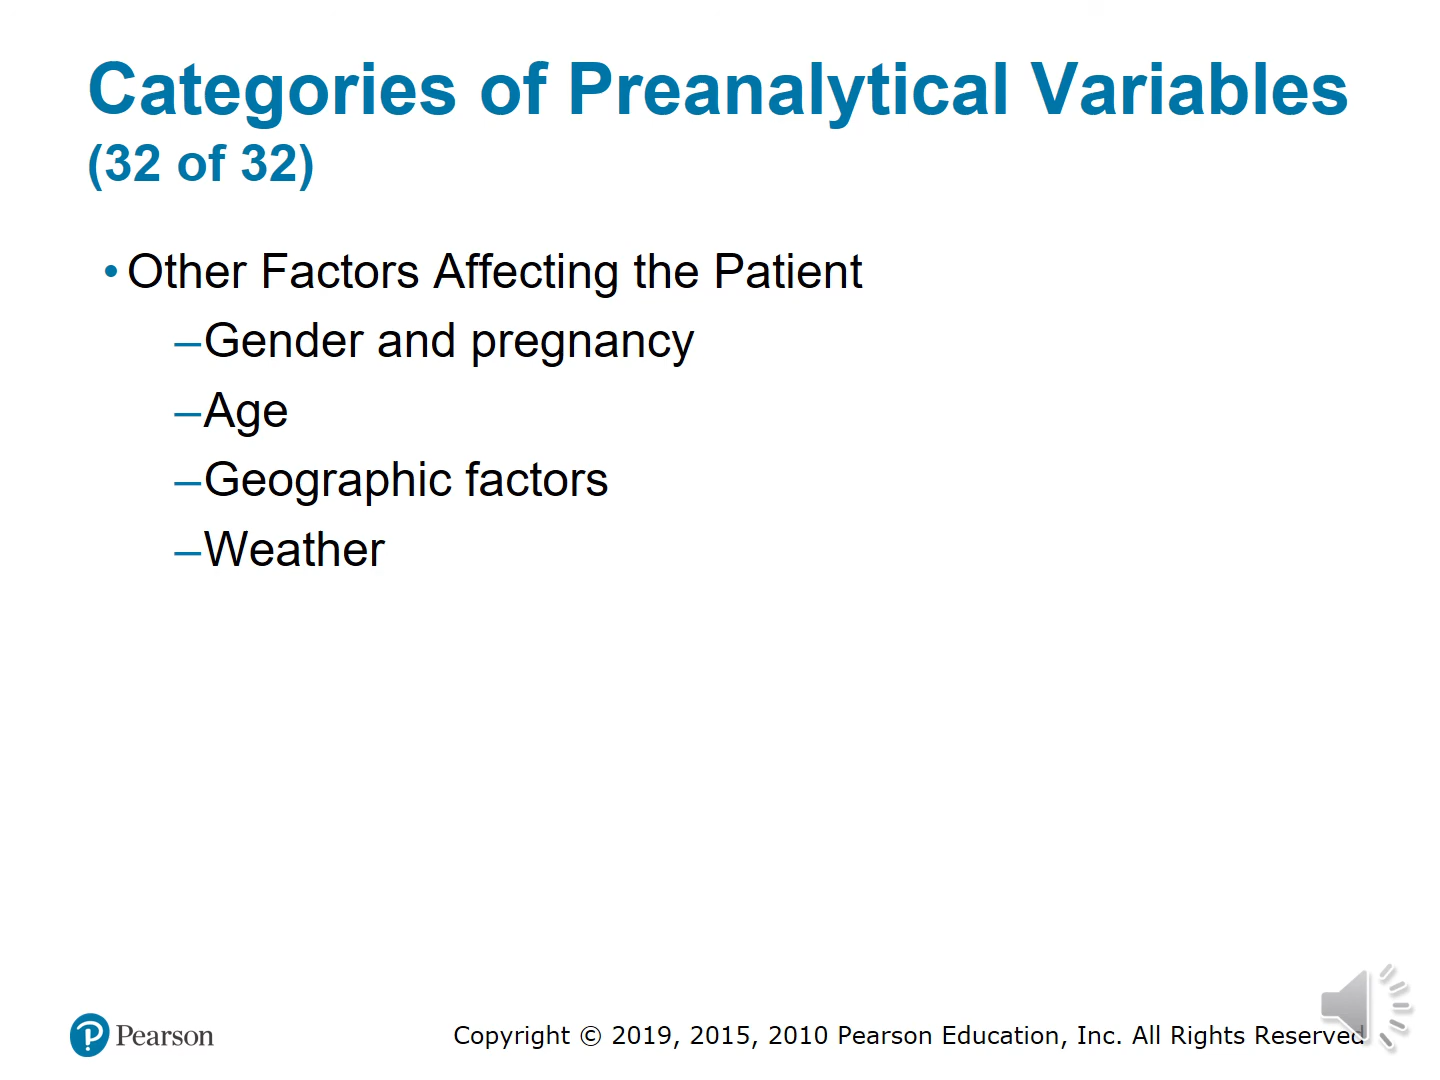 Categories of Preanalytical Variables
(32 of 32)
• Other Factors Affecting the Patient
–Gender and pregnancy
–Age
–Geographic factors
–Weather
Pearson
Copyright © 2019, 2015, 2010 Pearson Education, Inc. All Rights Reserved